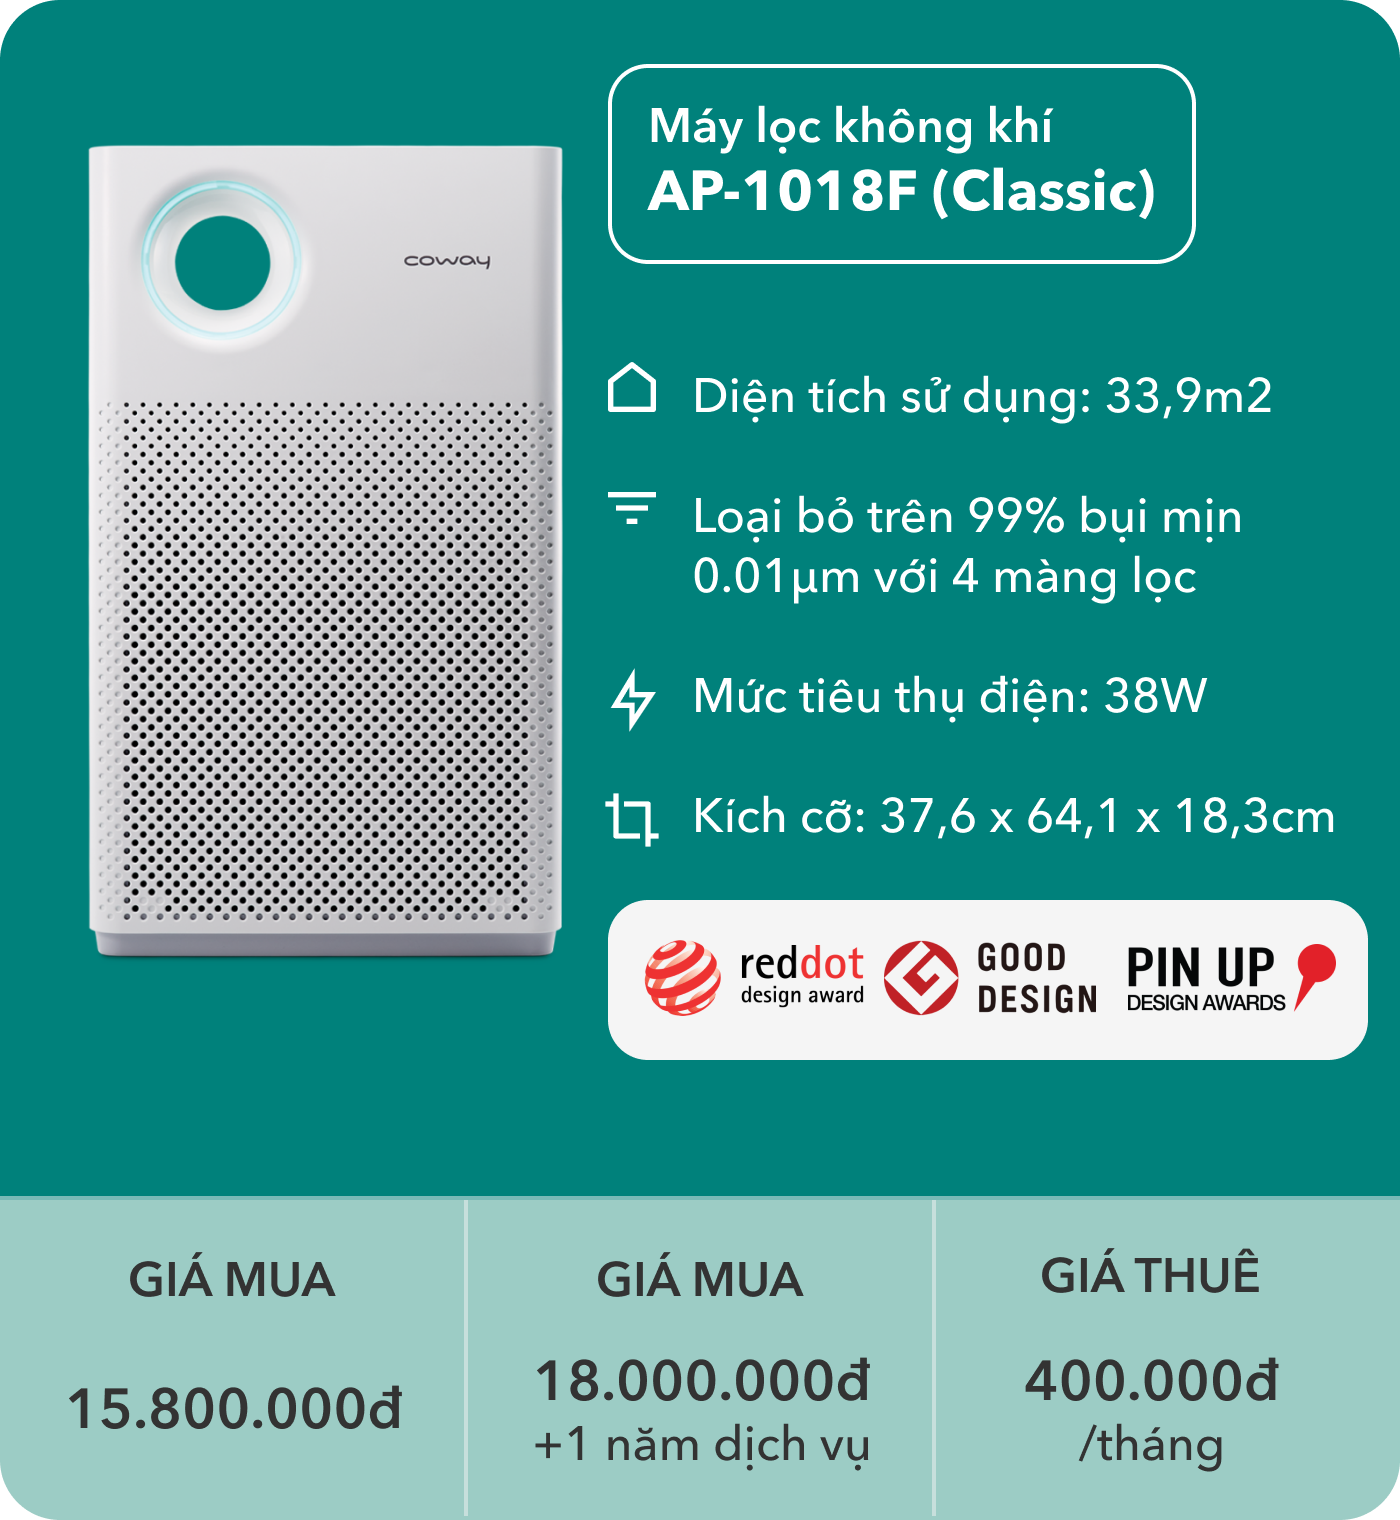 Máy lọc không khí
AP-1018F (Classic)
coway
Diện tích sử dụng: 33,9m2
Loại bỏ trên 99% bụi mịn
0.01µm với 4 màng lọc
Mức tiêu thụ điện: 38W
Kích cỡ: 37,6 x 64,1 x 18,3cm
reddot
design award
GOOD
DESIGN
PIN UP
DESIGN AWARDS
GIÁ MUA
15.800.000đ
GIÁ MUA
18.000.000đ
+1 năm dịch vụ
GIÁ THUÊ
400.000đ
/tháng